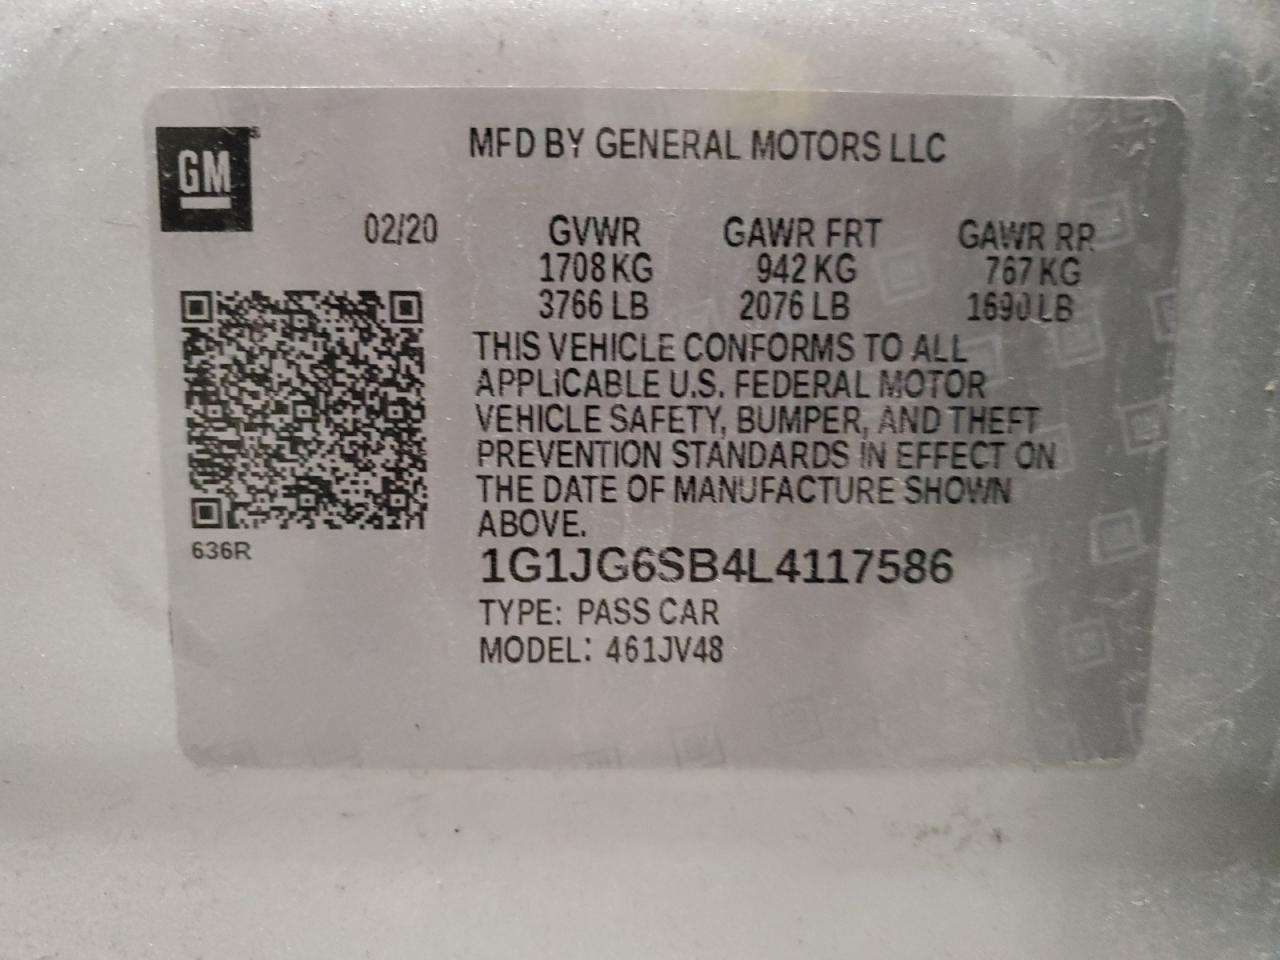 GM
MFD BY GENERAL MOTORS LLC
02/20 GVWR GAWR FRT GAWR RR
1708 KG 942 KG 767 KG
3766 LB 2076 LB 1690 LB
THIS VEHICLE CONFORMS TO ALL
APPLICABLE U.S. FEDERAL MOTOR
VEHICLE SAFETY, BUMPER, AND THEFT
PREVENTION STANDARDS IN EFFECT ON
THE DATE OF MANUFACTURE SHOWN
ABOVE.
636R
1G1JG6SB4L4117586
TYPE: PASS CAR
MODEL: 461JV48